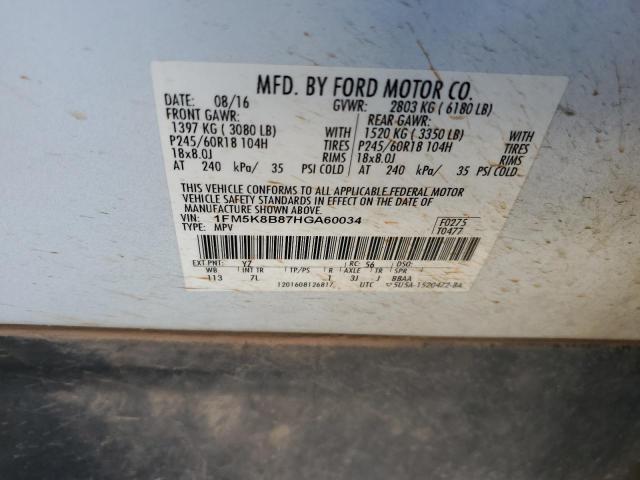 MFD. BY FORD MOTOR CO.
DATE: 08/16 GVWR: 2803 KG ( 6180 LB)
FRONT GAWR: REAR GAWR:
1397 KG ( 3080 LB) 1520 KG ( 3350 LB)
P245/60R18 104H TIRES P245/60R18 104H TIRES
18x8.0J RIMS 18x8.0J RIMS
AT 240 kPa/ 35 PSI COLD AT 240 kPa/ 35 PSI COLD
THIS VEHICLE CONFORMS TO ALL APPLICABLE FEDERAL MOTOR
VEHICLE SAFETY STANDARDS IN EFFECT ON THE DATE OF
MANUFACTURE SHOWN ABOVE.
VIN: 1FM5K8B87HGA60034 F0275
TYPE: MPV T0477
EXT PNT: YZ RC: 56
WB INT TR TP/PS R AXLE TR SPR
113 7L 1 3J J BBAA
UTC